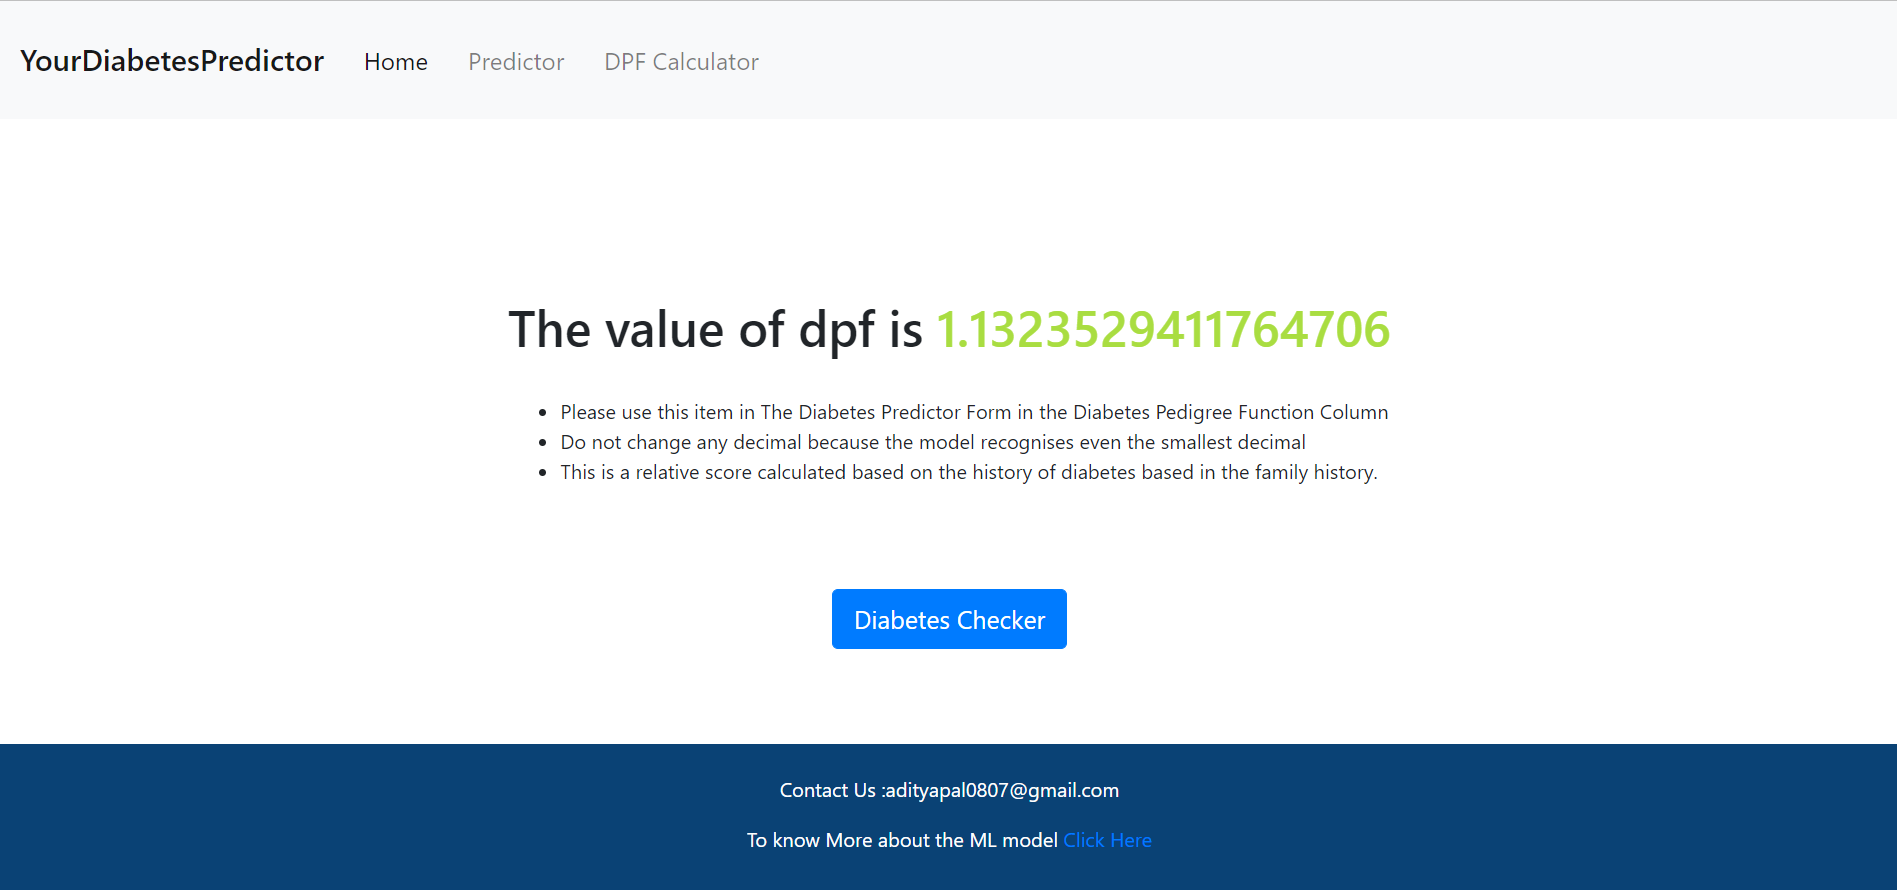 YourDiabetesPredictor Home Predictor DPF Calculator
The value of dpf is 1.1323529411764706
• Please use this item in The Diabetes Predictor Form in the Diabetes Pedigree Function Column
• Do not change any decimal because the model recognises even the smallest decimal
• This is a relative score calculated based on the history of diabetes based in the family history.
Diabetes Checker
Contact Us :adityapal0807@gmail.com
To know More about the ML model Click Here